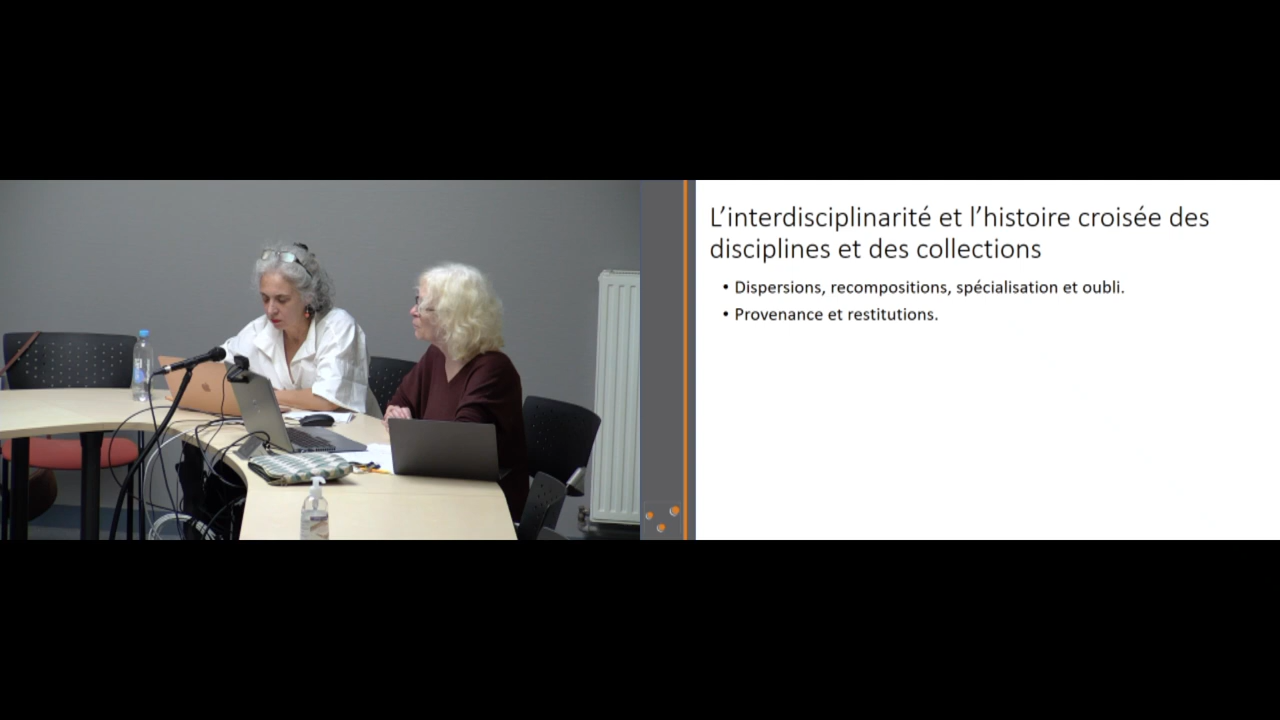 L’interdisciplinarité et l’histoire croisée des
disciplines et des collections
• Dispersions, recompositions, spécialisation et oubli.
• Provenance et restitutions.